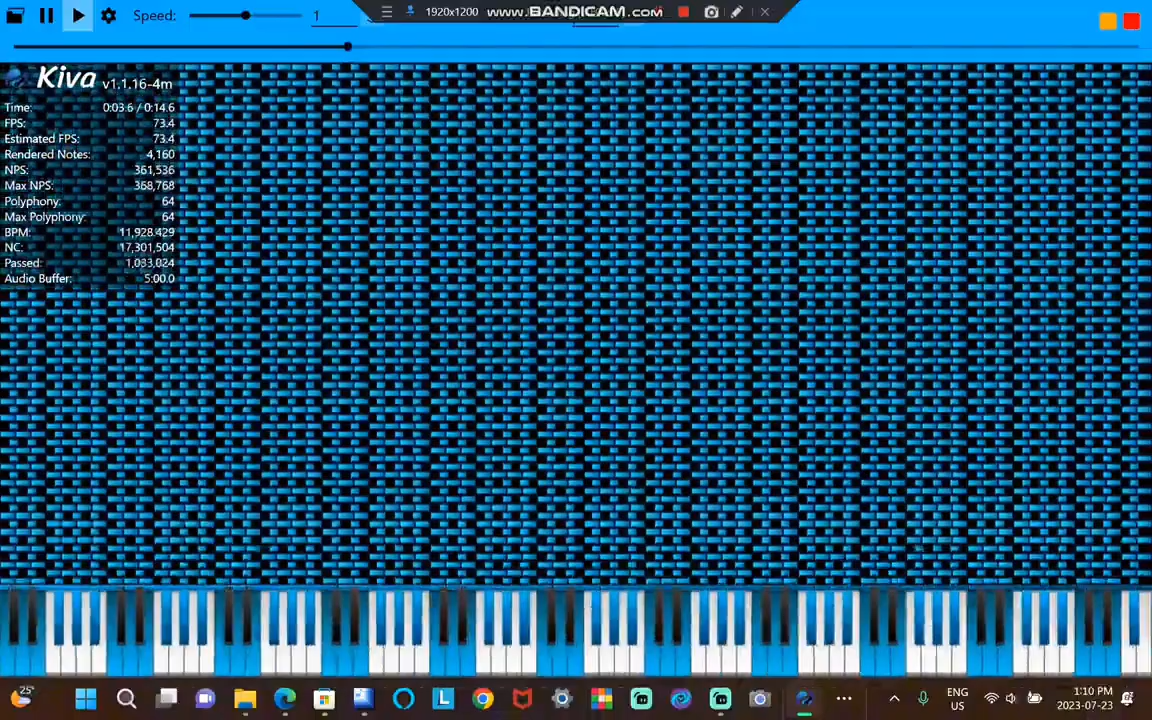 Speed: 1
1920x1200 www.BANDICAM.com
Kiva v1.1.16-4m
Time: 0:03.6 / 0:14.6
FPS: 73.4
Estimated FPS: 73.4
Rendered Notes: 4,160
NPS: 361,536
Max NPS: 368,768
Polyphony: 64
Max Polyphony: 64
BPM: 11,928.429
NC: 17,301,504
Passed: 1,033,024
Audio Buffer: 5:00.0
25°
ENG
US
1:10 PM
2023-07-23